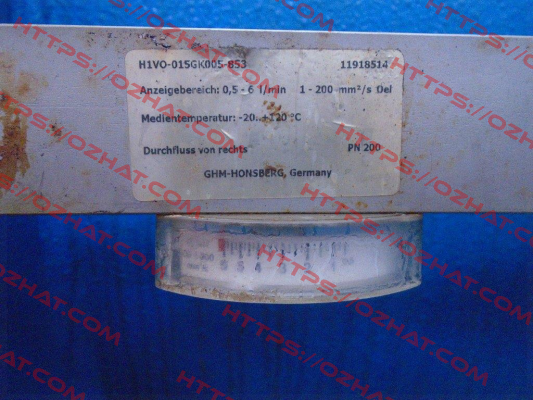 H1VO-015GK005-853 11918514
Anzeigebereich: 0,5 - 6 l/min 1 - 200 mm²/s Oel
Medientemperatur: -20..+120 °C
Durchfluss von rechts PN 200
GHM-HONSBERG, Germany
HTTPS://OZHAT.COM